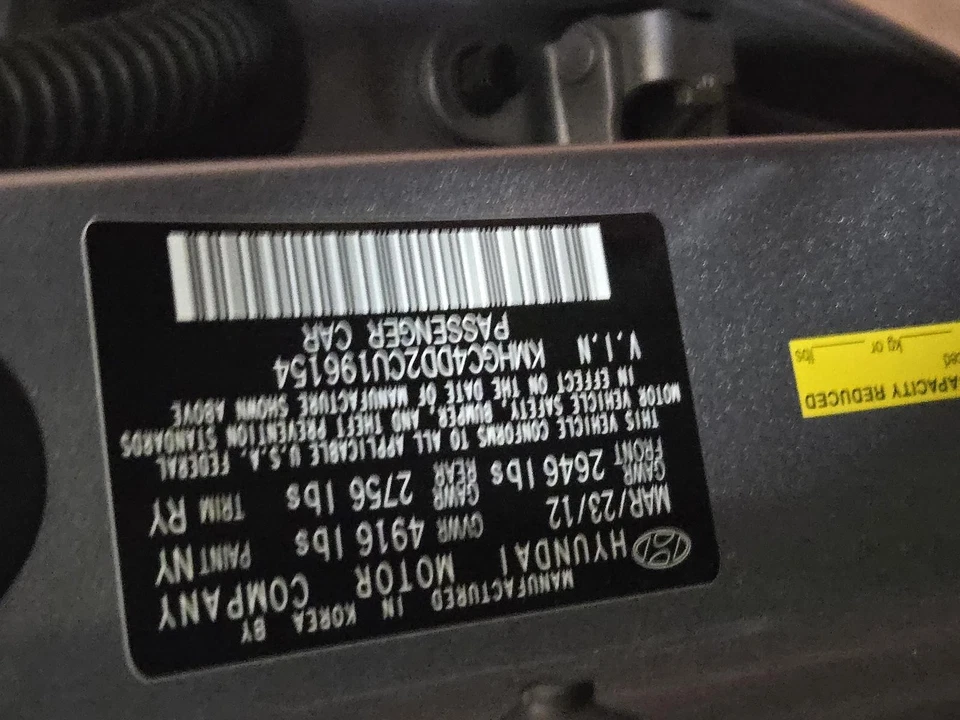 MANUFACTURED IN KOREA BY
HYUNDAI MOTOR COMPANY
MAR/23/12 GVWR 4916 lbs PAINT NY
GAWR FRONT 2646 lbs GAWR REAR 2756 lbs TRIM RY
THIS VEHICLE CONFORMS TO ALL APPLICABLE U.S.A. FEDERAL
MOTOR VEHICLE SAFETY, BUMPER, AND THEFT PREVENTION STANDARDS
IN EFFECT ON THE DATE OF MANUFACTURE SHOWN ABOVE
V.I.N KMHGC4DD2CU196154
PASSENGER CAR
APACITY REDUCED
kg or lbs